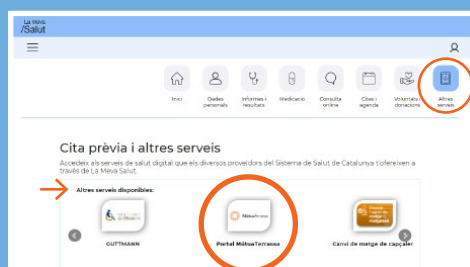 La meva
/Salut
Inici
Dades
personals
Informes i
resultats
Medicació
Consulta
online
Cites i
agenda
Voluntats i
donacions
Altres
serveis
Cita prèvia i altres serveis
Accedeix als serveis de salut digital que els diversos proveïdors del Sistema de Salut de Catalunya t'ofereixen a
través de La Meva Salut.
Altres serveis disponibles:
MútuaTerrassa
GUTTMANN
Portal MútuaTerrassa
Canvi de metge de capçalera